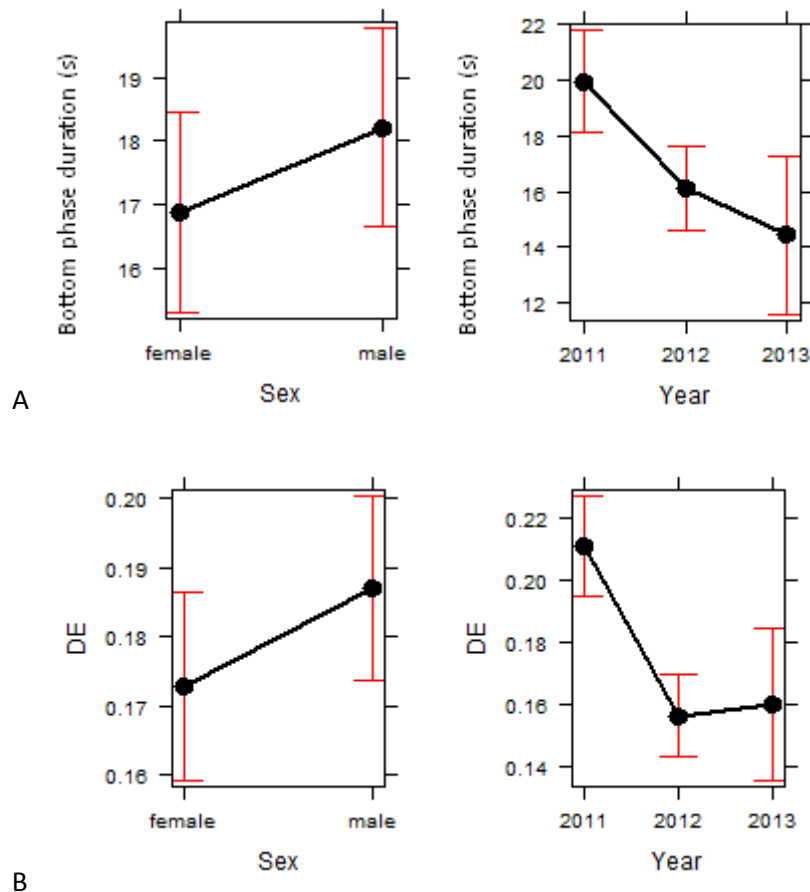 Bottom phase duration (s)
19
18
17
16
female
male
Sex
Bottom phase duration (s)
22
20
18
16
14
12
2011
2012
2013
Year
A
DE
0.20
0.19
0.18
0.17
0.16
female
male
Sex
DE
0.22
0.20
0.18
0.16
0.14
2011
2012
2013
Year
B